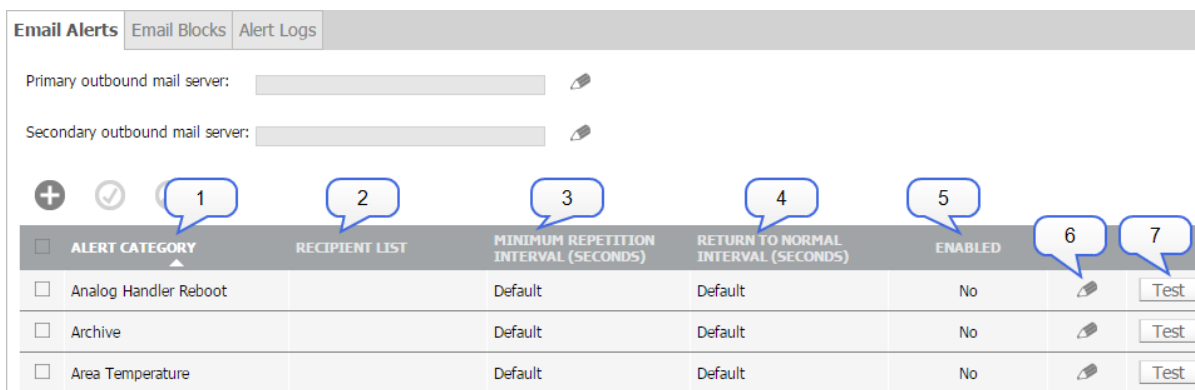 Email Alerts Email Blocks Alert Logs
Primary outbound mail server:
Secondary outbound mail server:
1 2 3 4 5 6 7
ALERT CATEGORY RECIPIENT LIST MINIMUM REPETITION INTERVAL (SECONDS) RETURN TO NORMAL INTERVAL (SECONDS) ENABLED
Analog Handler Reboot Default Default No Test
Archive Default Default No Test
Area Temperature Default Default No Test